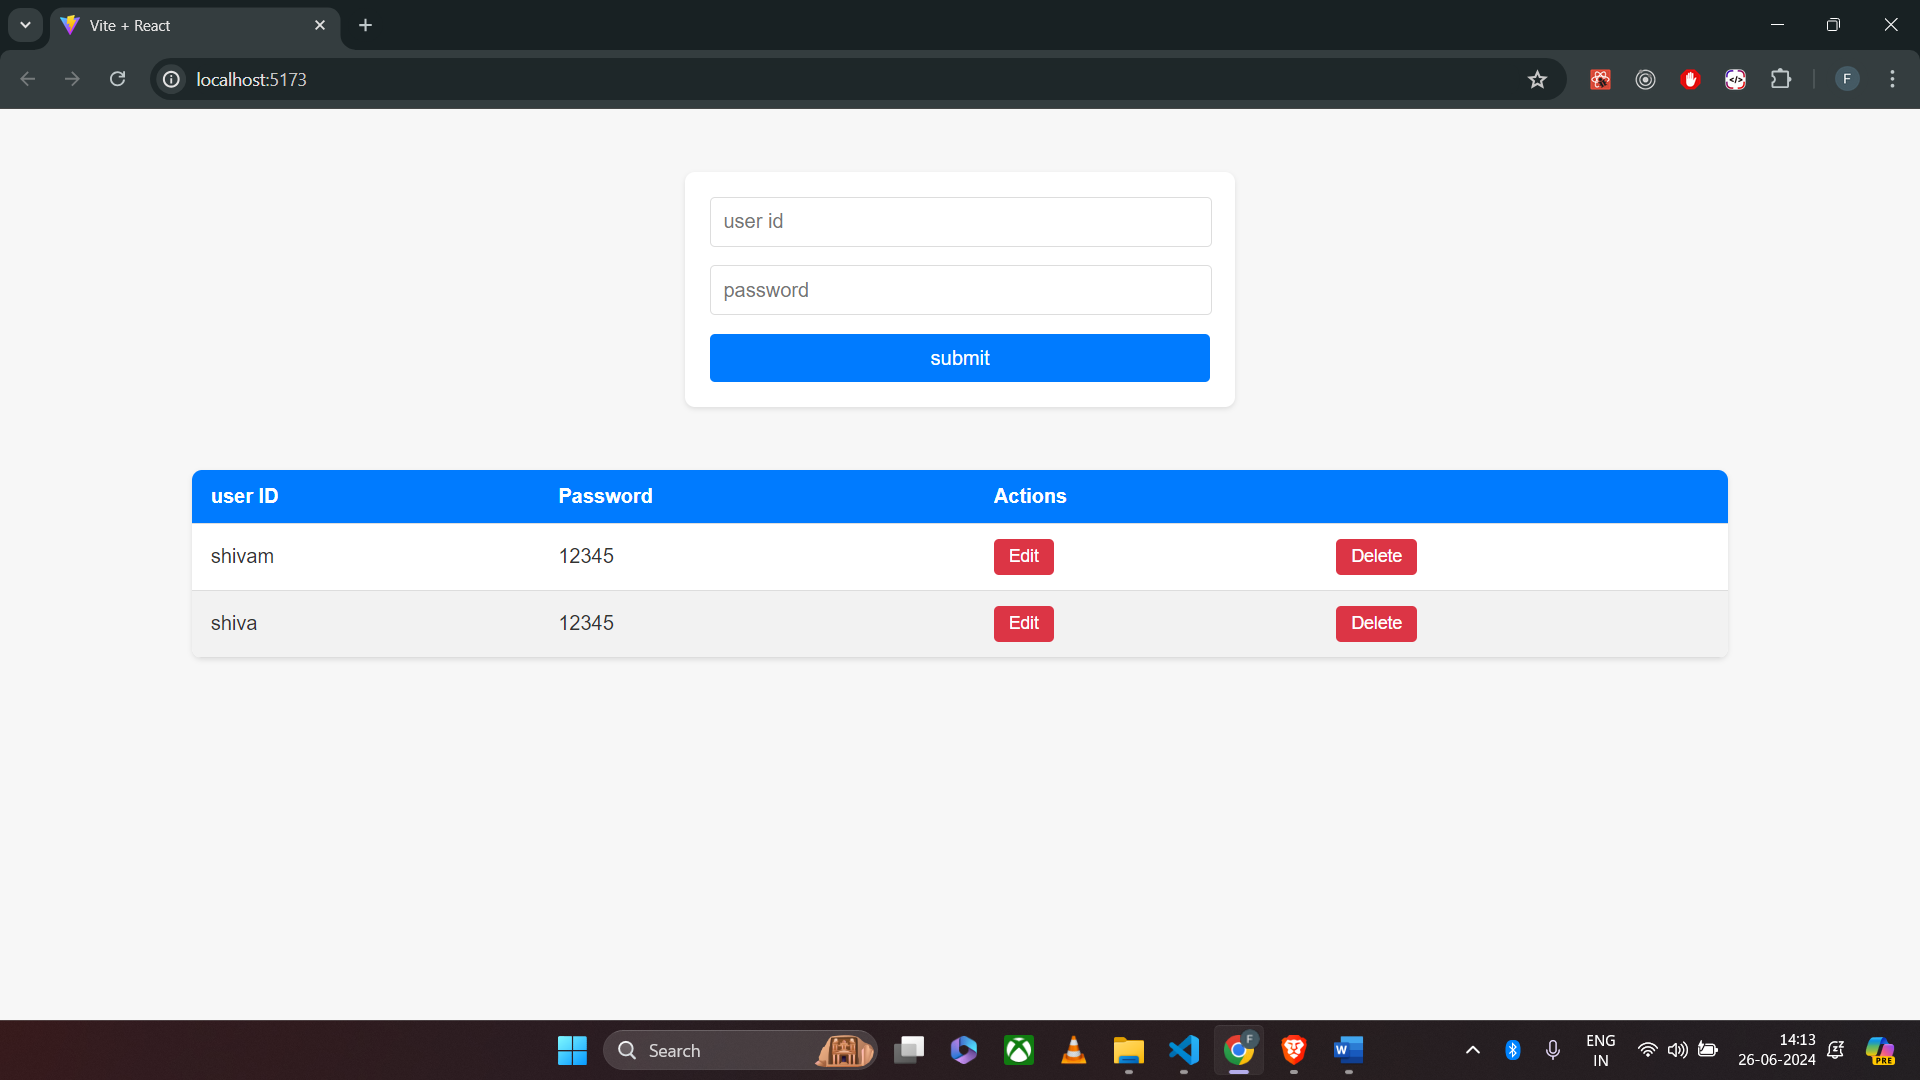 Vite + React
localhost:5173
F
user id
password
submit
user ID Password Actions
shivam 12345 Edit Delete
shiva 12345 Edit Delete
Search
F
W
ENG
IN
14:13
26-06-2024
PRE